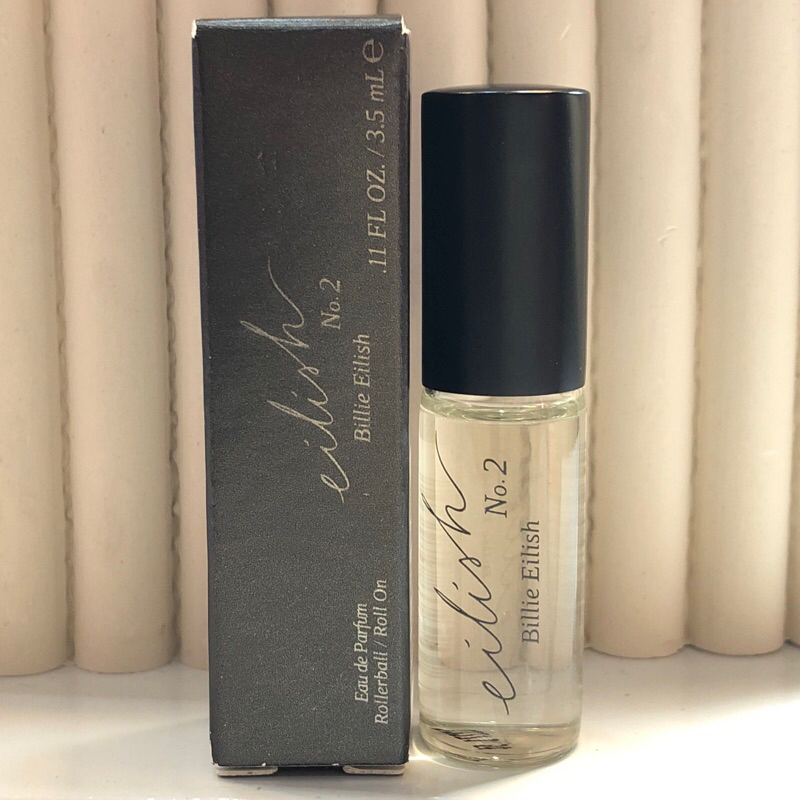 eilish
No.2
Billie Eilish
.11 FL OZ. / 3.5 mL ℮
Eau de Parfum
Rollerball / Roll On
eilish
No.2
Billie Eilish